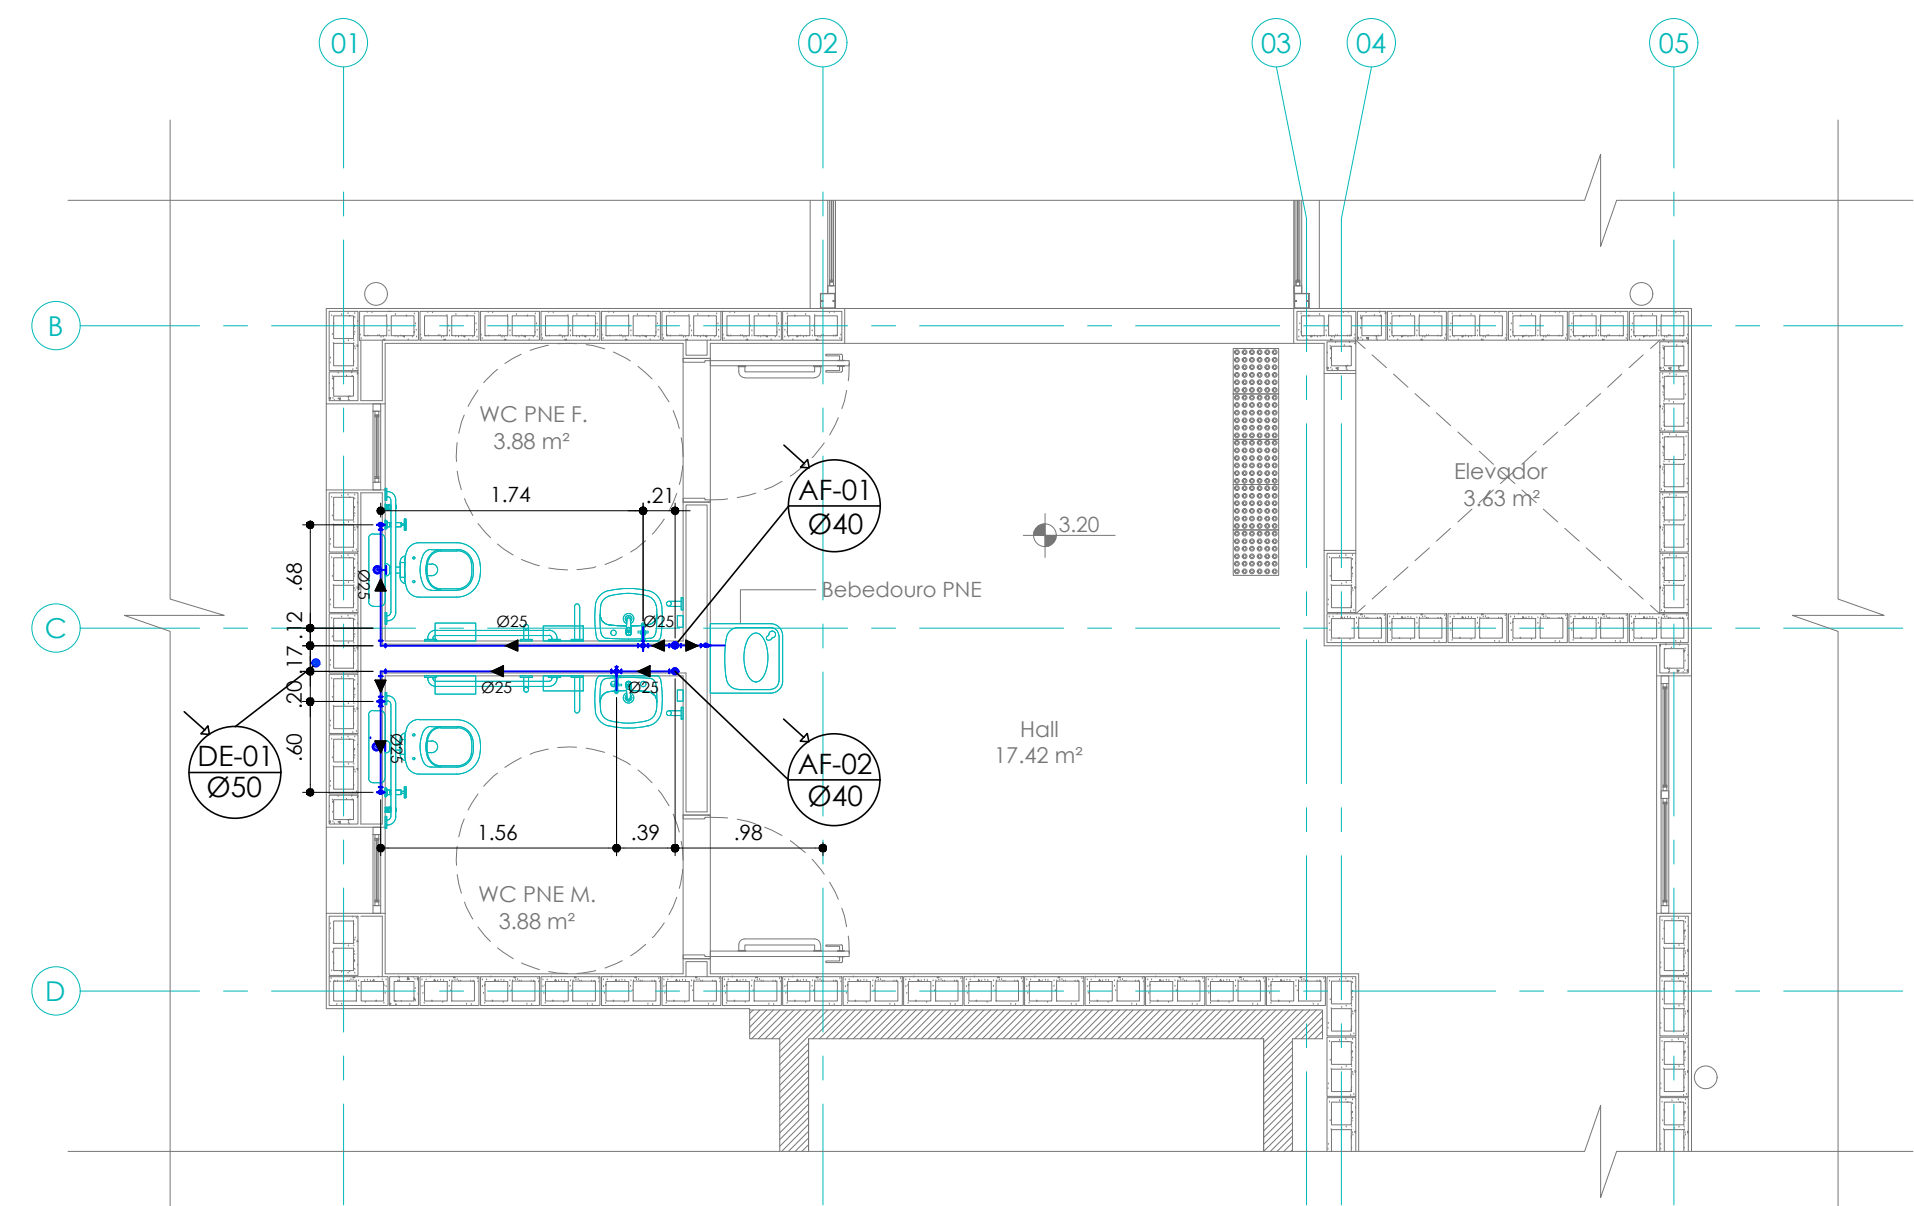 01
02
03
04
05
B
WC PNE F.
3.88 m²
AF-01
Ø40
1.74
.21
3.20
Elevador
3.63 m²
.68
Ø25
Bebedouro PNE
C
.12
Ø25
Ø25
.17
.20
Ø25
Ø25
DE-01
Ø50
.60
Ø25
Hall
17.42 m²
AF-02
Ø40
1.56
.39
.98
WC PNE M.
3.88 m²
D